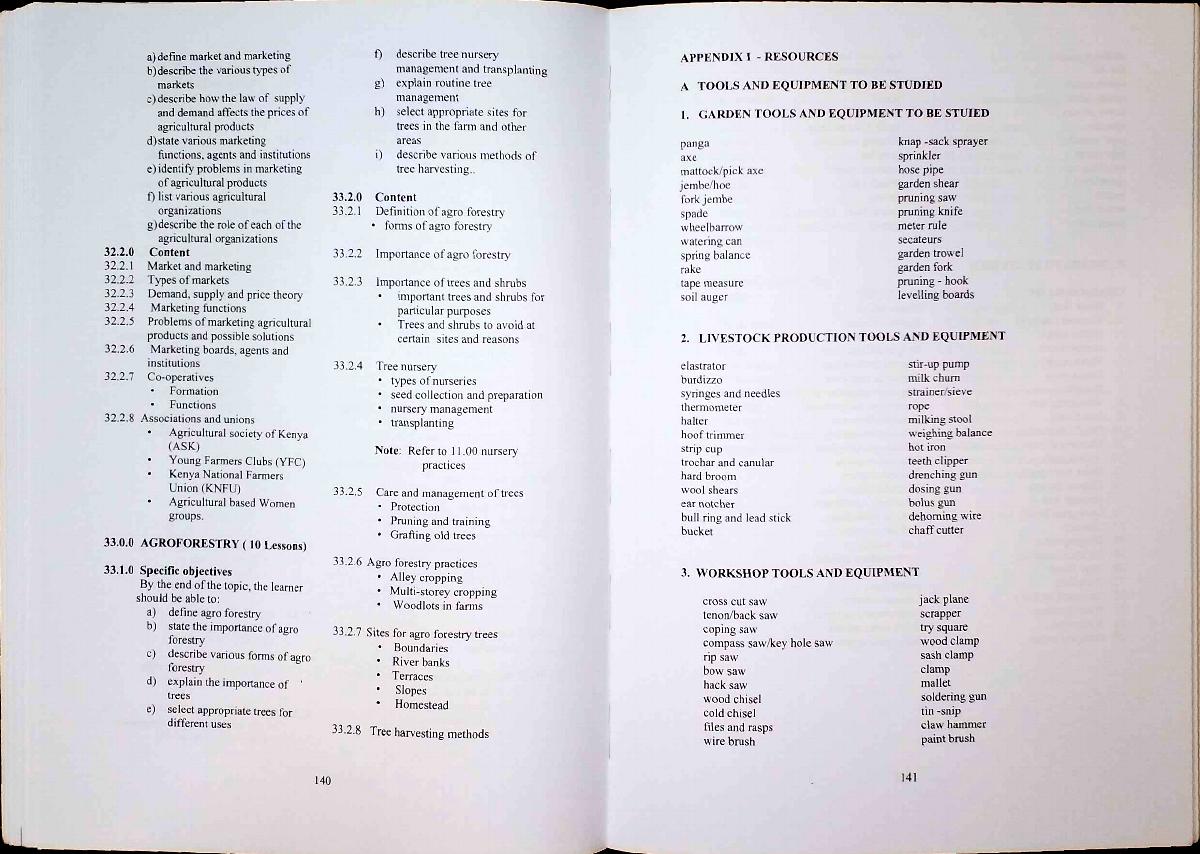 a) define market and marketing
b) describe the various types of
markets
c) describe how the law of supply
and demand affects the prices of
agricultural products
d) state various marketing
functions, agents and institutions
e) identify problems in marketing
of agricultural products
f) list various agricultural
organizations
g) describe the role of each of the
agricultural organizations
32.2.0 Content
32.2.1 Market and marketing
32.2.2 Types of markets
32.2.3 Demand, supply and price theory
32.2.4 Marketing functions
32.2.5 Problems of marketing agricultural
products and possible solutions
32.2.6 Marketing boards, agents and
institutions
32.2.7 Co-operatives
• Formation
• Functions
32.2.8 Associations and unions
• Agricultural society of Kenya
(ASK)
• Young Farmers Clubs (YFC)
• Kenya National Farmers
Union (KNFU)
• Agricultural based Women
groups.
33.0.0 AGROFORESTRY ( 10 Lessons)
33.1.0 Specific objectives
By the end of the topic, the learner
should be able to:
a) define agro forestry
b) state the importance of agro
forestry
c) describe various forms of agro
forestry
d) explain the importance of
trees
e) select appropriate trees for
different uses
f) describe tree nursery
management and transplanting
g) explain routine tree
management
h) select appropriate sites for
trees in the farm and other
areas
i) describe various methods of
tree harvesting..
33.2.0 Content
33.2.1 Definition of agro forestry
• forms of agro forestry
33.2.2 Importance of agro forestry
33.2.3 Importance of trees and shrubs
• important trees and shrubs for
particular purposes
• Trees and shrubs to avoid at
certain sites and reasons
33.2.4 Tree nursery
• types of nurseries
• seed collection and preparation
• nursery management
• transplanting
Note: Refer to 11.00 nursery
practices
33.2.5 Care and management of trees
• Protection
• Pruning and training
• Grafting old trees
33.2.6 Agro forestry practices
• Alley cropping
• Multi-storey cropping
• Woodlots in farms
33.2.7 Sites for agro forestry trees
• Boundaries
• River banks
• Terraces
• Slopes
• Homestead
33.2.8 Tree harvesting methods
140
APPENDIX I - RESOURCES
A TOOLS AND EQUIPMENT TO BE STUDIED
1. GARDEN TOOLS AND EQUIPMENT TO BE STUIED
panga
axe
mattock/pick axe
jembe/hoe
fork jembe
spade
wheelbarrow
watering can
spring balance
rake
tape measure
soil auger
knap -sack sprayer
sprinkler
hose pipe
garden shear
pruning saw
pruning knife
meter rule
secateurs
garden trowel
garden fork
pruning - hook
levelling boards
2. LIVESTOCK PRODUCTION TOOLS AND EQUIPMENT
elastrator
burdizzo
syringes and needles
thermometer
halter
hoof trimmer
strip cup
trochar and canular
hard broom
wool shears
ear notcher
bull ring and lead stick
bucket
stir-up pump
milk churn
strainer/sieve
rope
milking stool
weighing balance
hot iron
teeth clipper
drenching gun
dosing gun
bolus gun
dehorning wire
chaff cutter
3. WORKSHOP TOOLS AND EQUIPMENT
cross cut saw
tenon/back saw
coping saw
compass saw/key hole saw
rip saw
bow saw
hack saw
wood chisel
cold chisel
files and rasps
wire brush
jack plane
scrapper
try square
wood clamp
sash clamp
clamp
mallet
soldering gun
tin -snip
claw hammer
paint brush
141